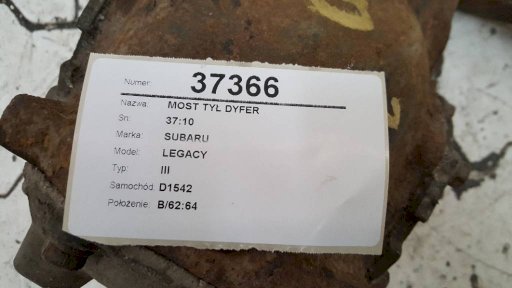 Numer: 37366
Nazwa: MOST TYL DYFER
Sn: 37:10
Marka: SUBARU
Model: LEGACY
Typ: III
Samochód: D1542
Położenie: B/62:64